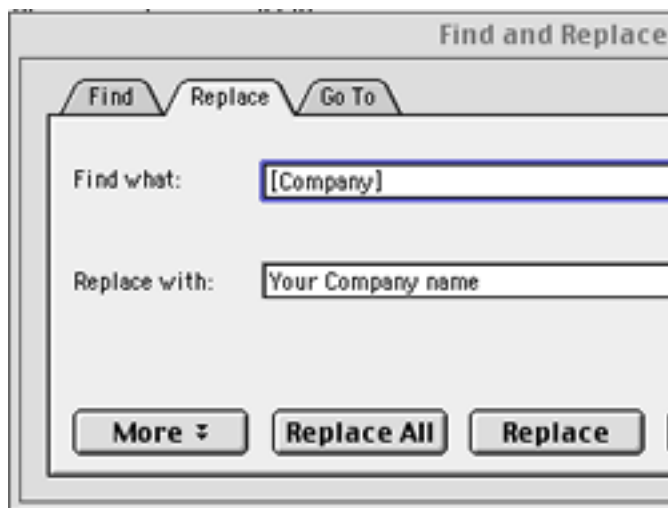 Find and Replace
Find Replace Go To
Find what: [Company]
Replace with: Your Company name
More Replace All Replace